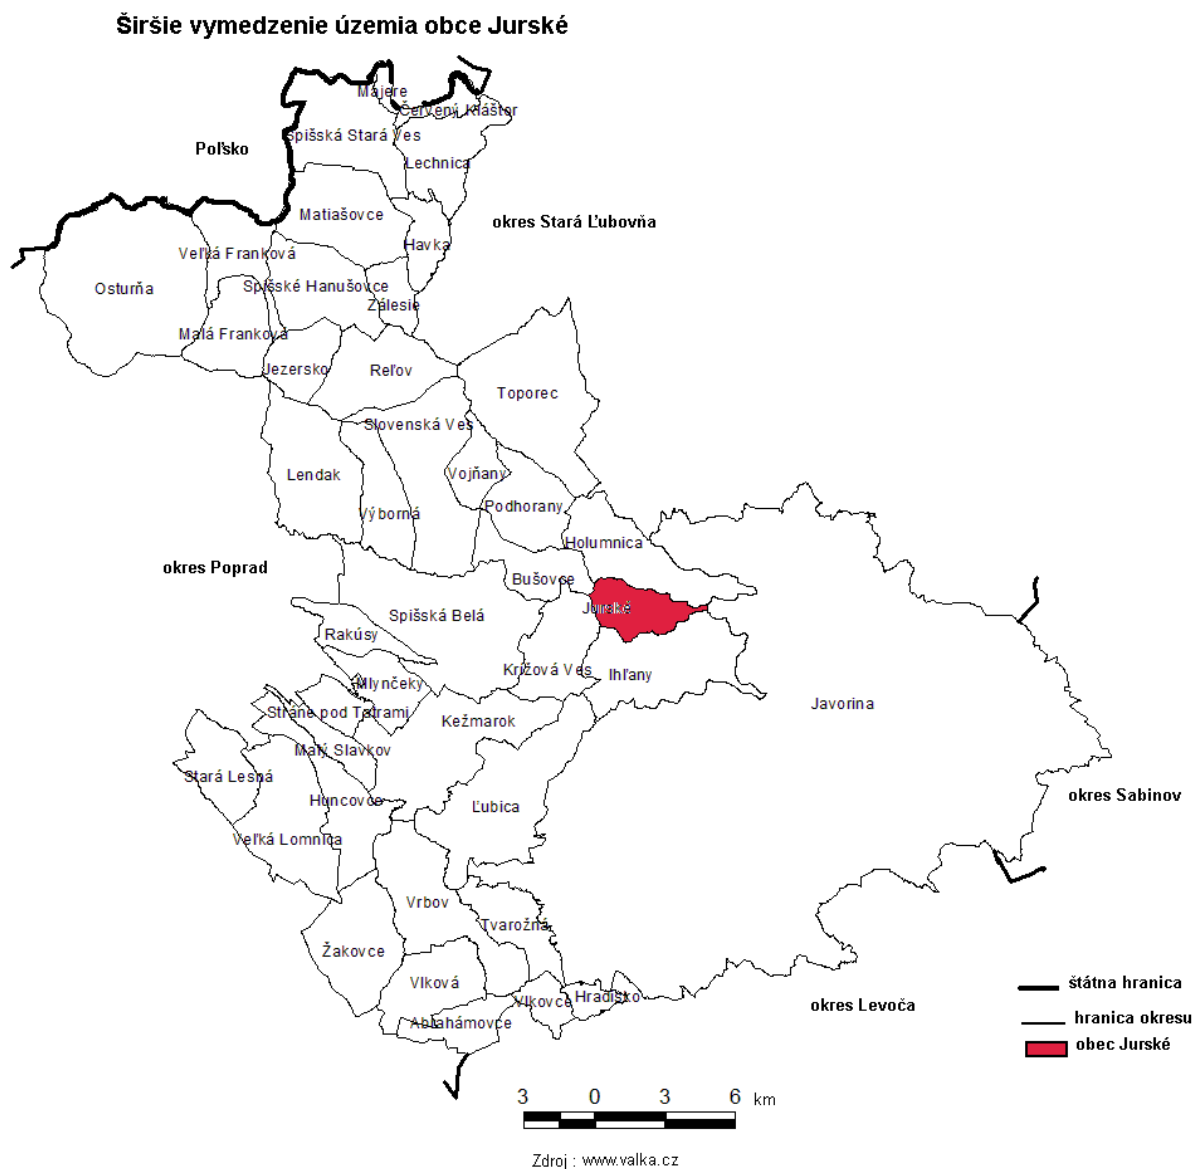 Širšie vymedzenie územia obce Jurské
Majere
Červený Kláštor
Spišská Stará Ves
Poľsko
Lechnica
Matiašovce
okres Stará Ľubovňa
Havka
Veľká Franková
Osturňa
Spišské Hanušovce
Zálesie
Malá Franková
Jezersko
Reľov
Toporec
Slovenská Ves
Lendak
Vojňany
Výborná
Podhorany
Holumnica
okres Poprad
Bušovce
Jurské
Spišská Belá
Rakúsy
Krížová Ves
Ihľany
Mlynčeky
Javorina
Stráne pod Tatrami
Kežmarok
Malý Slavkov
Stará Lesná
Huncovce
Ľubica
okres Sabinov
Veľká Lomnica
Vrbov
Tvarožná
Žakovce
Vlková
Vlkovce
Hradisko
okres Levoča
Abrahámovce
štátna hranica
hranica okresu
obec Jurské
3 0 3 6 km
Zdroj : www.valka.cz